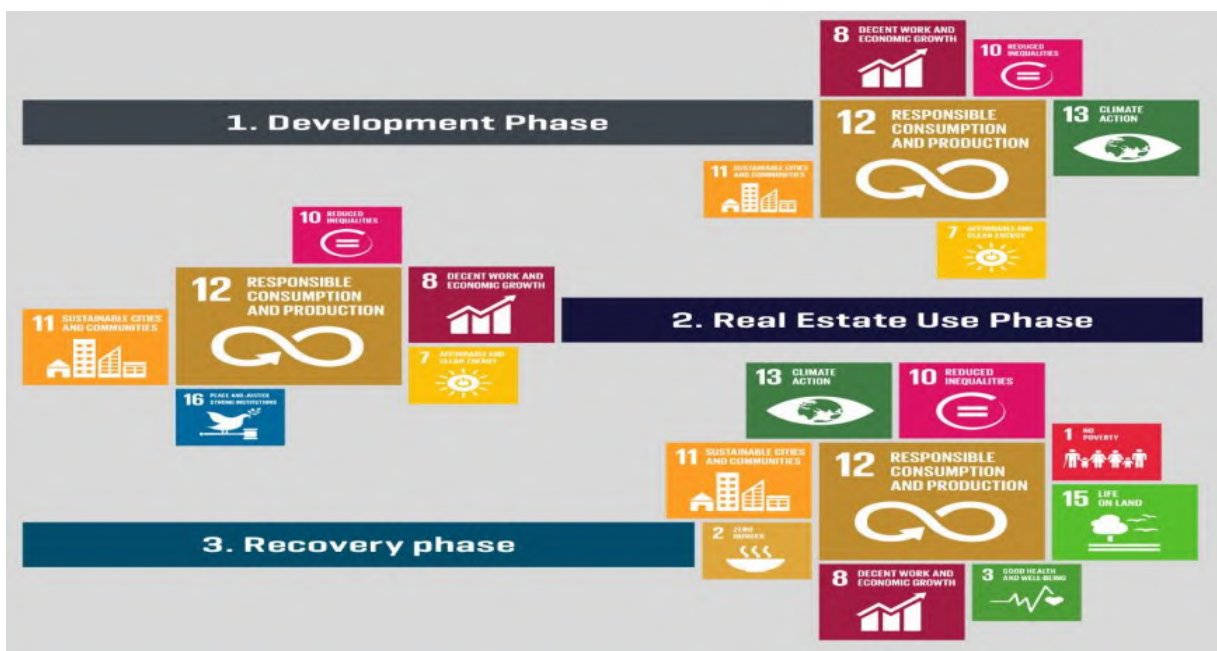 8 DECENT WORK AND
ECONOMIC GROWTH
10 REDUCED
INEQUALITIES
1. Development Phase
12 RESPONSIBLE
CONSUMPTION
AND PRODUCTION
13 CLIMATE
ACTION
11 SUSTAINABLE CITIES
AND COMMUNITIES
7 AFFORDABLE AND
CLEAN ENERGY
10 REDUCED
INEQUALITIES
12 RESPONSIBLE
CONSUMPTION
AND PRODUCTION
8 DECENT WORK AND
ECONOMIC GROWTH
11 SUSTAINABLE CITIES
AND COMMUNITIES
7 AFFORDABLE AND
CLEAN ENERGY
16 PEACE AND JUSTICE
STRONG INSTITUTIONS
2. Real Estate Use Phase
13 CLIMATE
ACTION
10 REDUCED
INEQUALITIES
1 NO
POVERTY
11 SUSTAINABLE CITIES
AND COMMUNITIES
12 RESPONSIBLE
CONSUMPTION
AND PRODUCTION
15 LIFE
ON LAND
3. Recovery phase
2 ZERO
HUNGER
8 DECENT WORK AND
ECONOMIC GROWTH
3 GOOD HEALTH
AND WELL-BEING